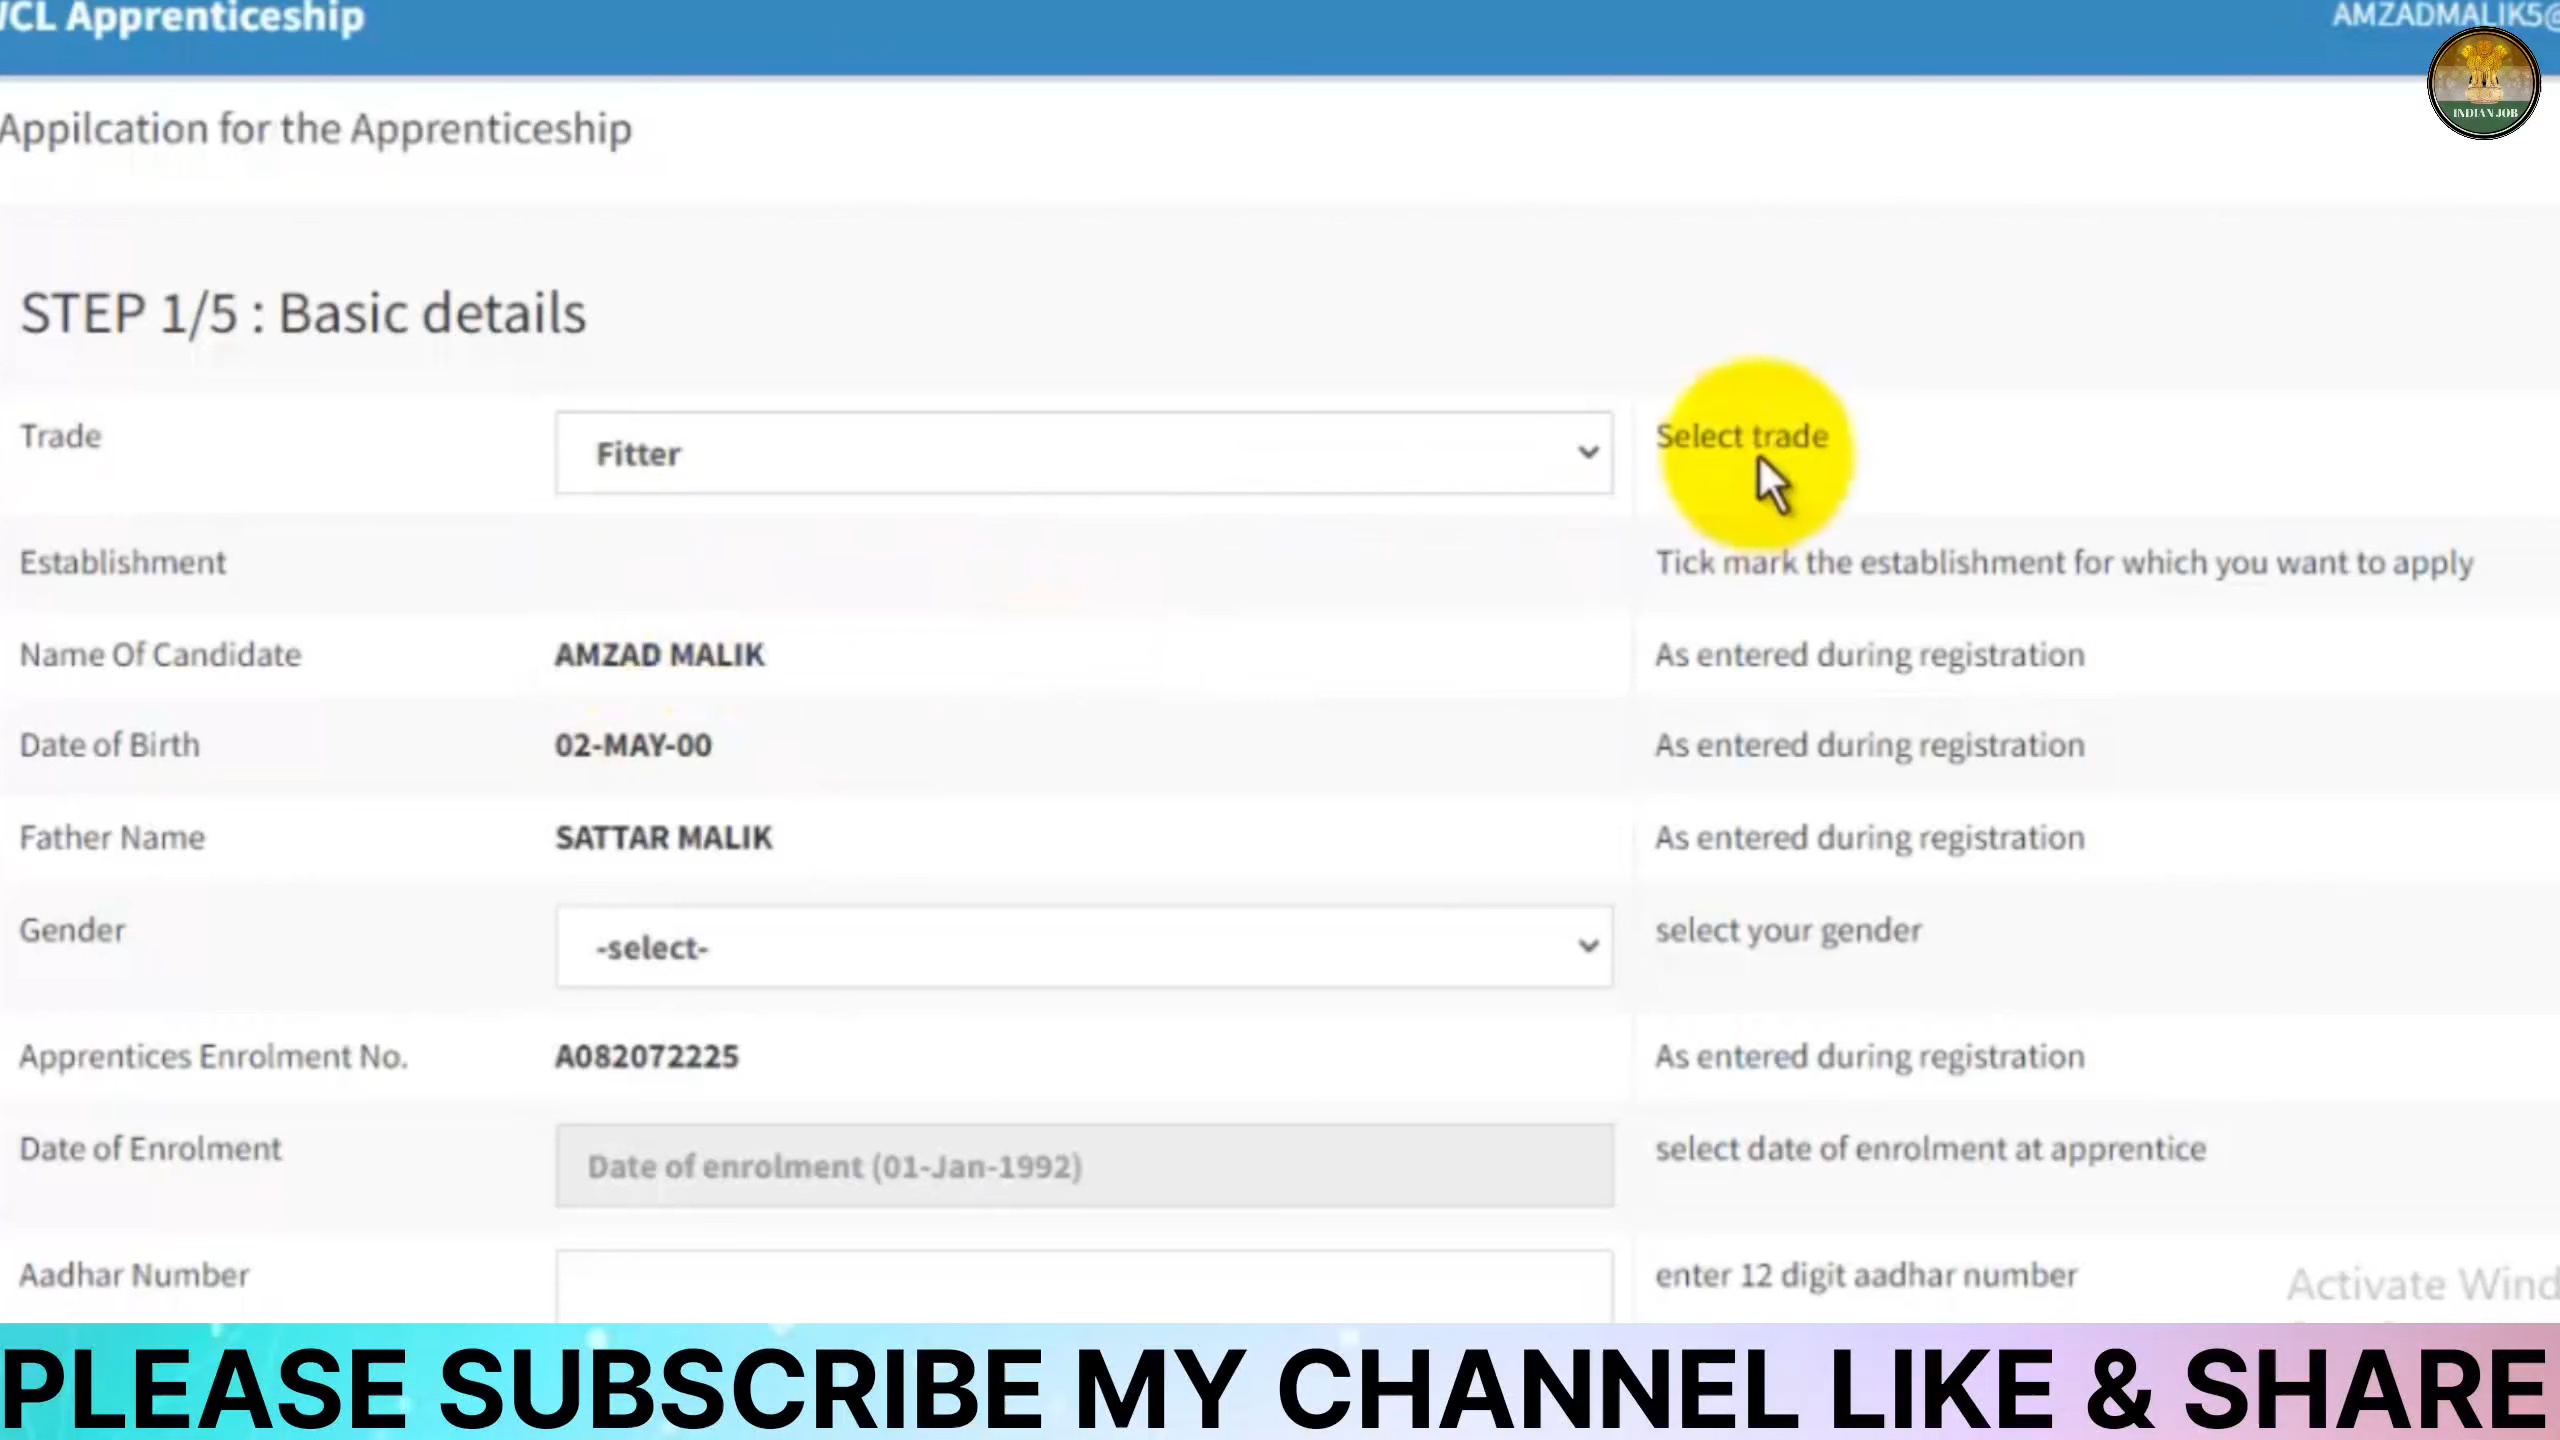 CL Apprenticeship
AMZADMALIK5@
INDIAN JOB
Appilcation for the Apprenticeship
STEP 1/5 : Basic details
Trade
Fitter
Select trade
Establishment
Tick mark the establishment for which you want to apply
Name Of Candidate
AMZAD MALIK
As entered during registration
Date of Birth
02-MAY-00
As entered during registration
Father Name
SATTAR MALIK
As entered during registration
Gender
-select-
select your gender
Apprentices Enrolment No.
A082072225
As entered during registration
Date of Enrolment
Date of enrolment (01-Jan-1992)
select date of enrolment at apprentice
Aadhar Number
enter 12 digit aadhar number
Activate Wind
PLEASE SUBSCRIBE MY CHANNEL LIKE & SHARE